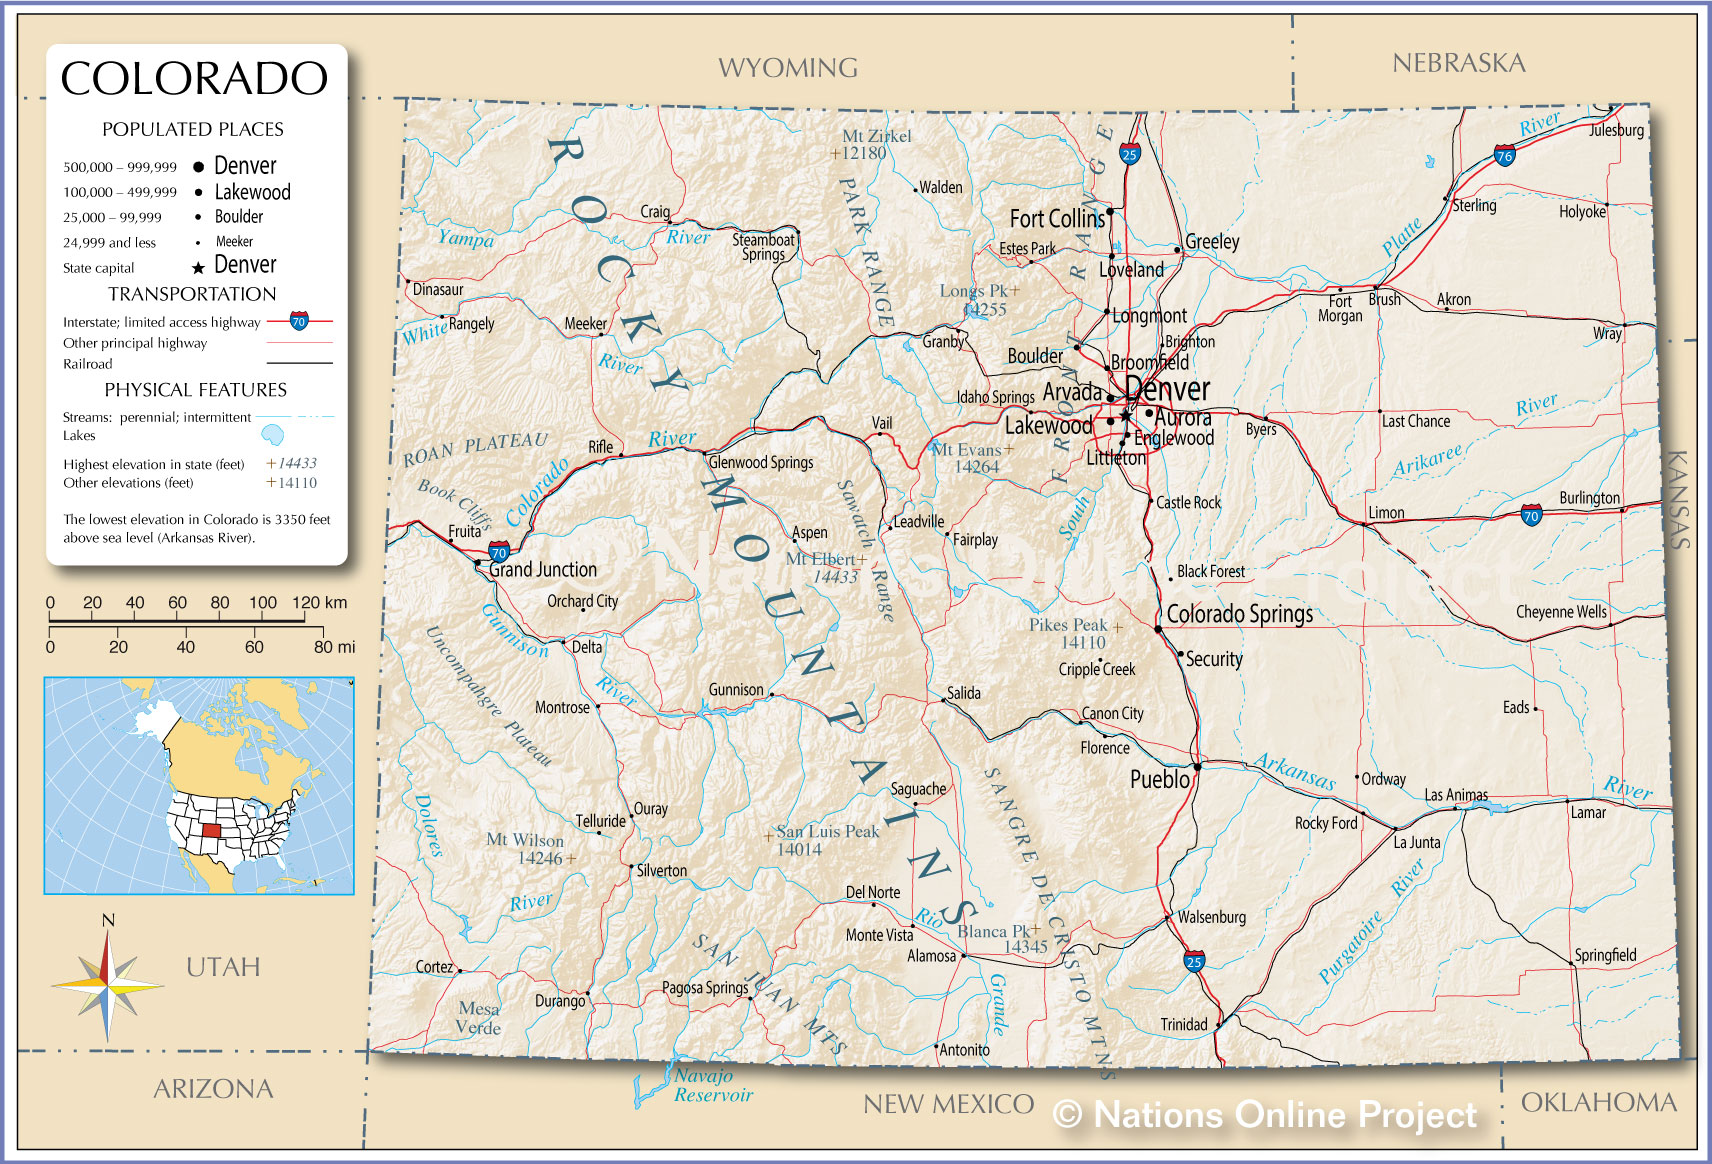 COLORADO
POPULATED PLACES
500,000 – 999,999 Denver
100,000 – 499,999 Lakewood
25,000 – 99,999 Boulder
24,999 and less Meeker
State capital Denver
TRANSPORTATION
Interstate; limited access highway 70
Other principal highway
Railroad
PHYSICAL FEATURES
Streams: perennial; intermittent
Lakes
Highest elevation in state (feet) +14433
Other elevations (feet) +14110
The lowest elevation in Colorado is 3350 feet
above sea level (Arkansas River).
0 20 40 60 80 100 120 km
0 20 40 60 80 mi
N
WYOMING
NEBRASKA
KANSAS
UTAH
ARIZONA
NEW MEXICO
OKLAHOMA
ROCKY MOUNTAINS
PARK RANGE
FRONT RANGE
Sawatch Range
SANGRE DE CRISTO MTNS
SAN JUAN MTS
ROAN PLATEAU
Book Cliffs
Uncompahgre Plateau
Mesa
Verde
Mt Zirkel
+12180
Longs Pk+
14255
Mt Evans+
14264
Mt Elbert+
14433
Pikes Peak +
14110
Mt Wilson
14246+
+San Luis Peak
14014
Blanca Pk+
14345
Yampa River
White River
Colorado River
Gunnison River
Dolores River
Rio Grande
South Platte River
Arikaree River
Arkansas River
Purgatoire River
Navajo
Reservoir
25
76
70
70
25
Julesburg
Walden
Sterling
Holyoke
Craig
Fort Collins
Steamboat
Springs
Estes Park
Greeley
Loveland
Dinasaur
Rangely
Meeker
Longmont
Fort
Morgan
Brush
Akron
Wray
Granby
Boulder
Brighton
Broomfield
Idaho Springs
Arvada
Denver
Lakewood
Aurora
Englewood
Littleton
Byers
Last Chance
Vail
Rifle
Glenwood Springs
Castle Rock
Burlington
Limon
Fruita
Grand Junction
Aspen
Leadville
Fairplay
Black Forest
Orchard City
Delta
Colorado Springs
Cheyenne Wells
Security
Cripple Creek
Gunnison
Montrose
Salida
Canon City
Florence
Eads
Pueblo
Ordway
Las Animas
Lamar
Rocky Ford
La Junta
Saguache
Ouray
Telluride
Silverton
Del Norte
Monte Vista
Alamosa
Walsenburg
Springfield
Cortez
Durango
Pagosa Springs
Trinidad
Antonito
© Nations Online Project
© Nations Online Project